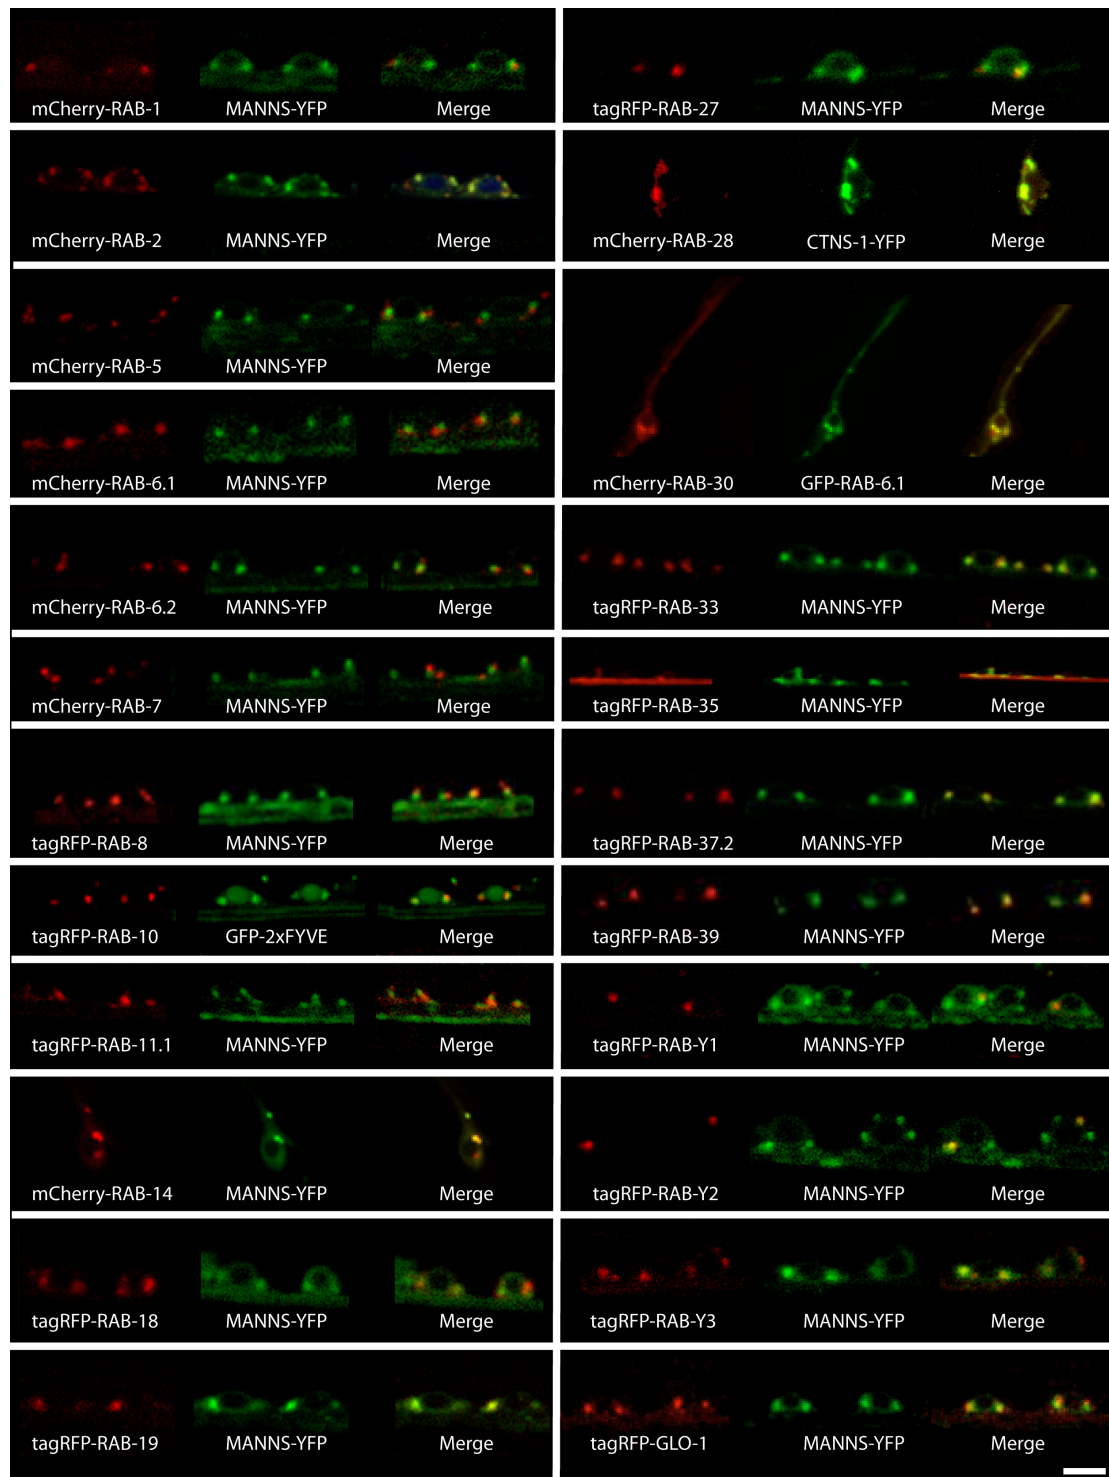 mCherry-RAB-1 MANNS-YFP Merge
mCherry-RAB-2 MANNS-YFP Merge
mCherry-RAB-5 MANNS-YFP Merge
mCherry-RAB-6.1 MANNS-YFP Merge
mCherry-RAB-6.2 MANNS-YFP Merge
mCherry-RAB-7 MANNS-YFP Merge
tagRFP-RAB-8 MANNS-YFP Merge
tagRFP-RAB-10 GFP-2xFYVE Merge
tagRFP-RAB-11.1 MANNS-YFP Merge
mCherry-RAB-14 MANNS-YFP Merge
tagRFP-RAB-18 MANNS-YFP Merge
tagRFP-RAB-19 MANNS-YFP Merge
tagRFP-RAB-27 MANNS-YFP Merge
mCherry-RAB-28 CTNS-1-YFP Merge
mCherry-RAB-30 GFP-RAB-6.1 Merge
tagRFP-RAB-33 MANNS-YFP Merge
tagRFP-RAB-35 MANNS-YFP Merge
tagRFP-RAB-37.2 MANNS-YFP Merge
tagRFP-RAB-39 MANNS-YFP Merge
tagRFP-RAB-Y1 MANNS-YFP Merge
tagRFP-RAB-Y2 MANNS-YFP Merge
tagRFP-RAB-Y3 MANNS-YFP Merge
tagRFP-GLO-1 MANNS-YFP Merge